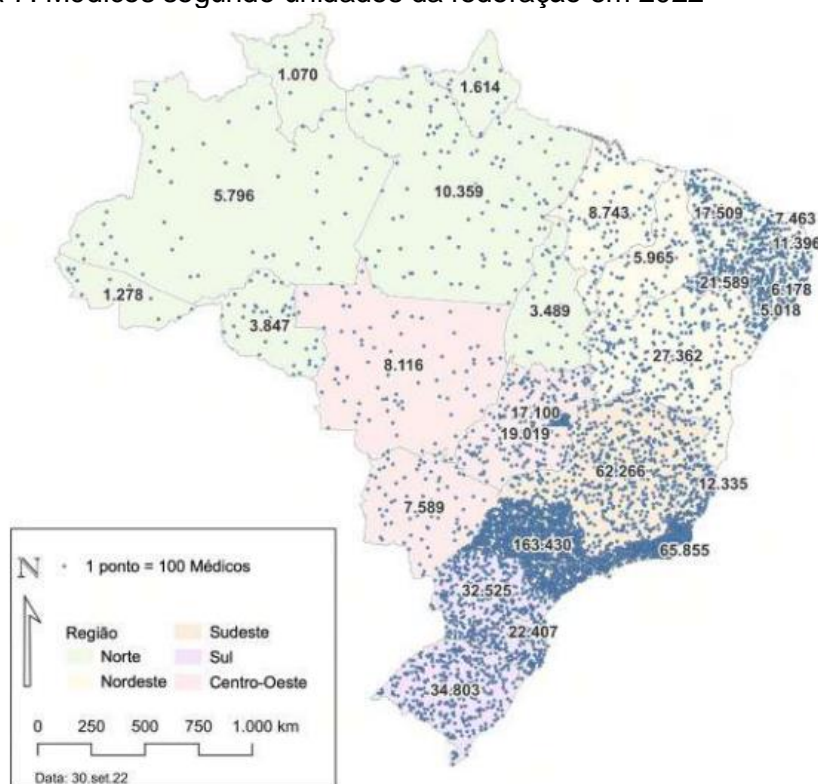 Médicos segundo unidades da federação em 2022
1.070
1.614
5.796
10.359
8.743
17.509
7.463
11.396
5.965
21.589
6.178
5.018
1.278
3.847
3.489
8.116
27.362
17.100
19.019
62.266
12.335
7.589
163.430
65.855
32.525
22.407
34.803
N
1 ponto = 100 Médicos
Região
Norte
Nordeste
Sudeste
Sul
Centro-Oeste
0 250 500 750 1.000 km
Data: 30.set.22